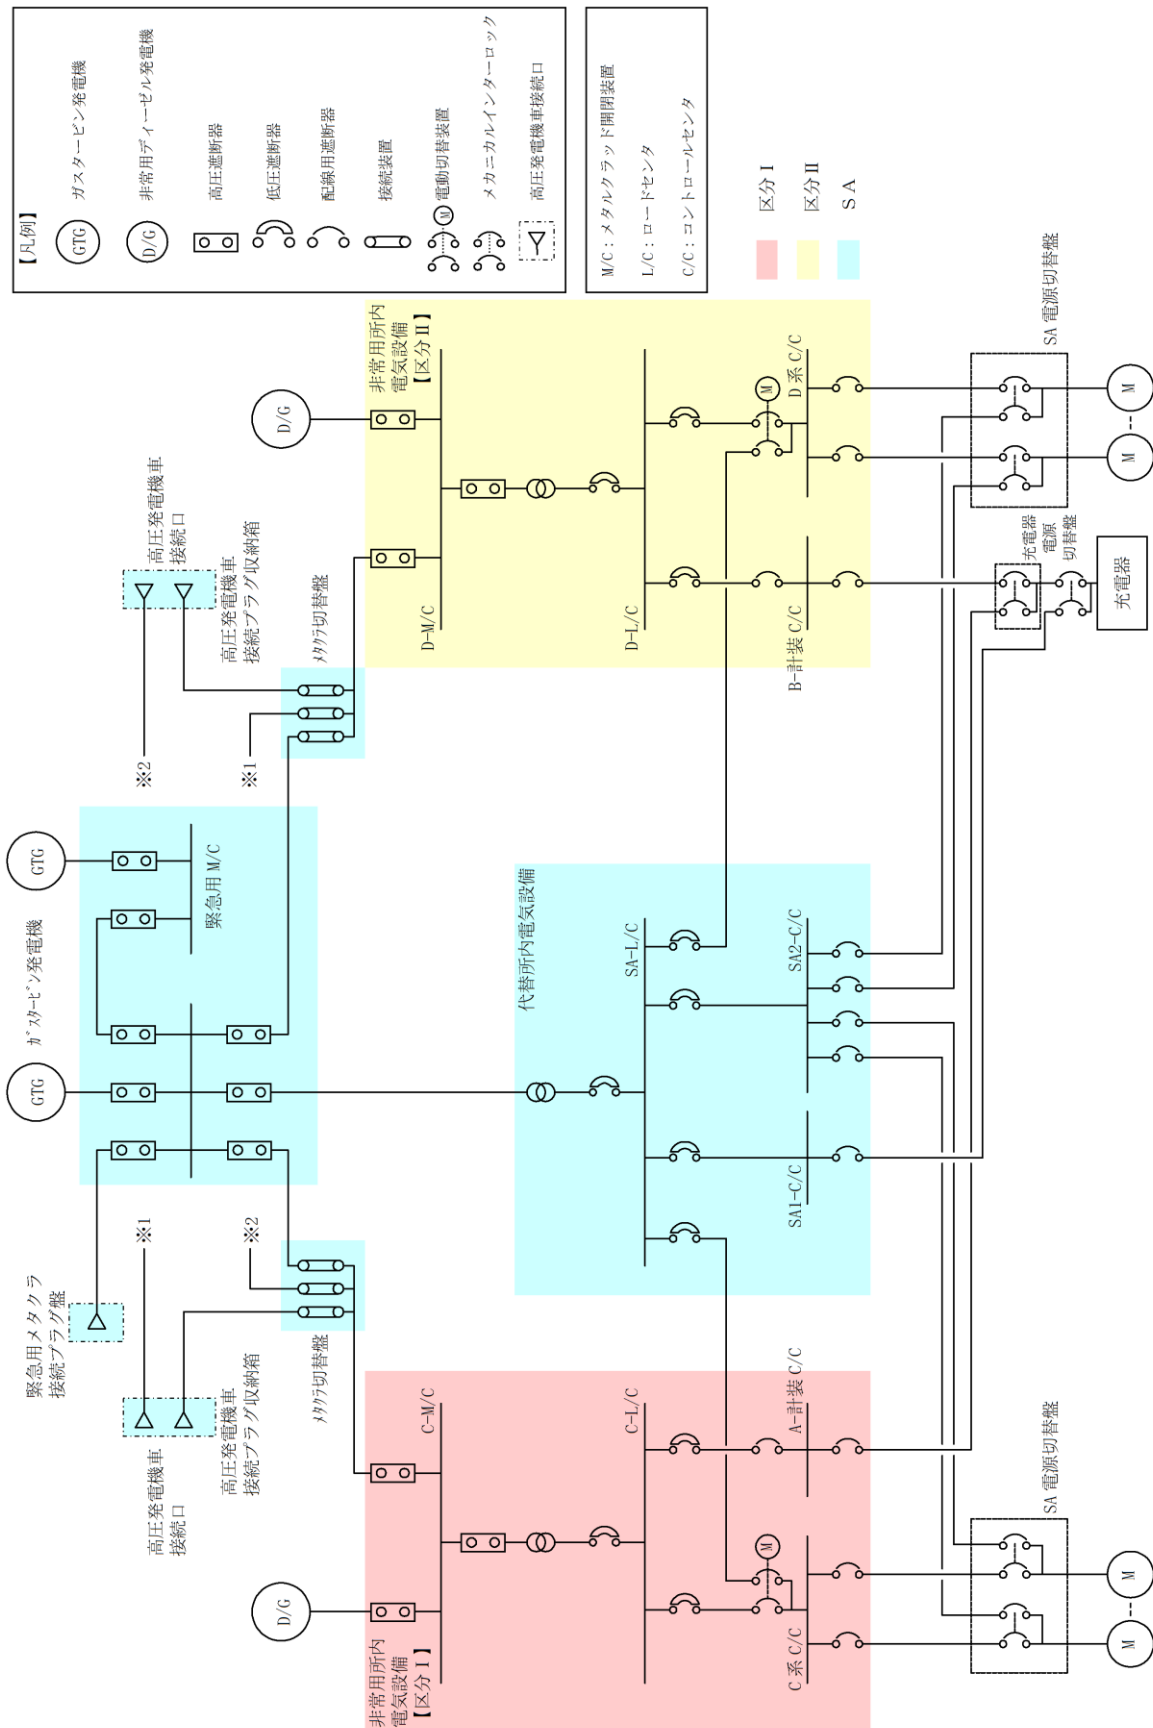 【凡例】
GTG
ガスタービン発電機
D/G
非常用ディーゼル発電機
高圧遮断器
低圧遮断器
配線用遮断器
接続装置
M
電動切替装置
メカニカルインターロック
高圧発電機車接続口
M/C：メタルクラッド開閉装置
L/C：ロードセンタ
C/C：コントロールセンタ
区分Ⅰ
区分Ⅱ
ＳＡ
緊急用メタクラ
接続プラグ盤
GTG
ｶﾞｽﾀｰﾋﾞﾝ発電機
GTG
緊急用 M/C
高圧発電機車
接続口
※1
※2
高圧発電機車
接続プラグ収納箱
ﾒﾀｸﾗ切替盤
※2
※1
高圧発電機車
接続口
高圧発電機車
接続プラグ収納箱
ﾒﾀｸﾗ切替盤
D/G
非常用所内
電気設備
【区分Ⅰ】
C-M/C
C-L/C
M
C 系 C/C
A-計装 C/C
代替所内電気設備
SA-L/C
SA1-C/C
SA2-C/C
D/G
非常用所内
電気設備
【区分Ⅱ】
D-M/C
D-L/C
M
B-計装 C/C
D 系 C/C
SA 電源切替盤
M
M
充電器
電源
切替盤
充電器
SA 電源切替盤
M
M